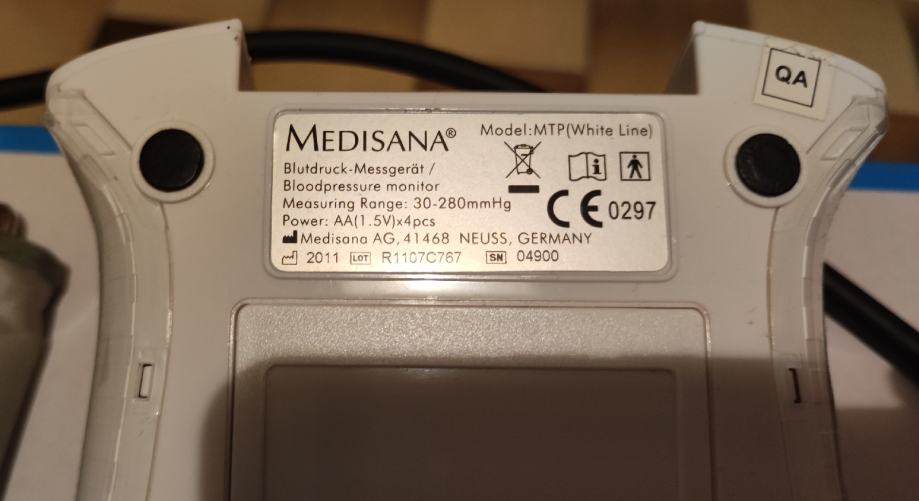 QA
MEDISANA® Model:MTP(White Line)
Blutdruck-Messgerät /
Bloodpressure monitor
Measuring Range: 30-280mmHg
Power: AA(1.5V)x4pcs
CE 0297
Medisana AG, 41468 NEUSS, GERMANY
2011 LOT R1107C767 SN 04900